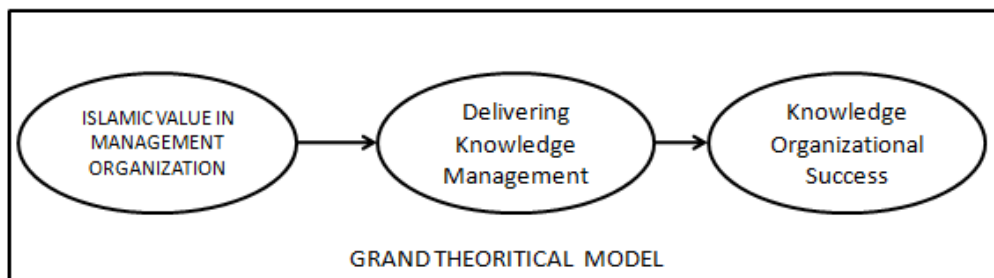 ISLAMIC VALUE IN
MANAGEMENT
ORGANIZATION
Delivering
Knowledge
Management
Knowledge
Organizational
Success
GRAND THEORITICAL MODEL